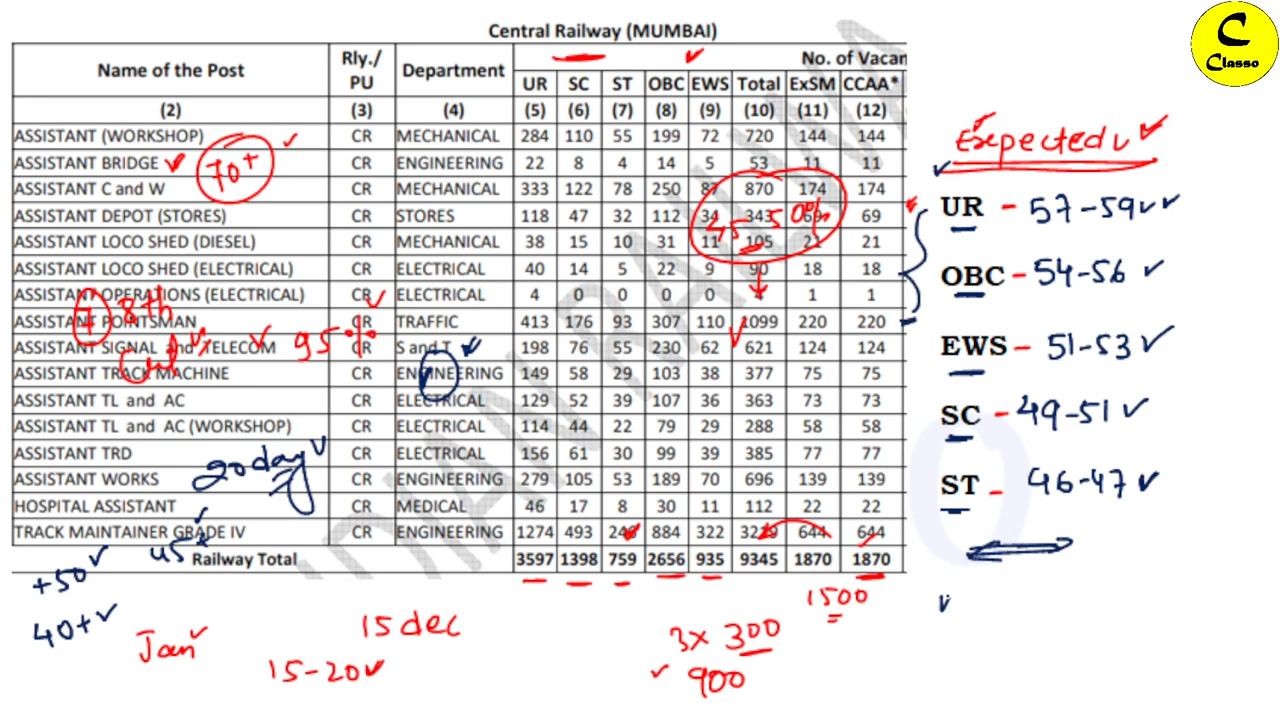 Central Railway (MUMBAI)
Name of the Post Rly./ PU Department No. of Vacan
UR SC ST OBC EWS Total ExSM CCAA*
(2) (3) (4) (5) (6) (7) (8) (9) (10) (11) (12)
ASSISTANT (WORKSHOP) CR MECHANICAL 284 110 55 199 72 720 144 144
ASSISTANT BRIDGE CR ENGINEERING 22 8 4 14 5 53 11 11
ASSISTANT C and W CR MECHANICAL 333 122 78 250 87 870 174 174
ASSISTANT DEPOT (STORES) CR STORES 118 47 32 112 34 343 69 69
ASSISTANT LOCO SHED (DIESEL) CR MECHANICAL 38 15 10 31 11 105 21 21
ASSISTANT LOCO SHED (ELECTRICAL) CR ELECTRICAL 40 14 5 22 9 90 18 18
ASSISTANT OPERATIONS (ELECTRICAL) CR ELECTRICAL 4 0 0 0 0 4 1 1
ASSISTANT POINTSMAN CR TRAFFIC 413 176 93 307 110 1099 220 220
ASSISTANT SIGNAL and TELECOM CR S and T 198 76 55 230 62 621 124 124
ASSISTANT TRACK MACHINE CR ENGINEERING 149 58 29 103 38 377 75 75
ASSISTANT TL and AC CR ELECTRICAL 129 52 39 107 36 363 73 73
ASSISTANT TL and AC (WORKSHOP) CR ELECTRICAL 114 44 22 79 29 288 58 58
ASSISTANT TRD CR ELECTRICAL 156 61 30 99 39 385 77 77
ASSISTANT WORKS CR ENGINEERING 279 105 53 189 70 696 139 139
HOSPITAL ASSISTANT CR MEDICAL 46 17 8 30 11 112 22 22
TRACK MAINTAINER GRADE IV CR ENGINEERING 1274 493 884 322 644 644
Railway Total 3597 1398 759 2656 935 9345 1870 1870
70+
45 50%
8th
95%
20 day
45+
+50
40+
Jan
15 dec
15-20
3x 300
900
1500
C
Classo
Expected
UR - 57-59
OBC - 54-56
EWS - 51-53
SC - 49-51
ST - 46-47